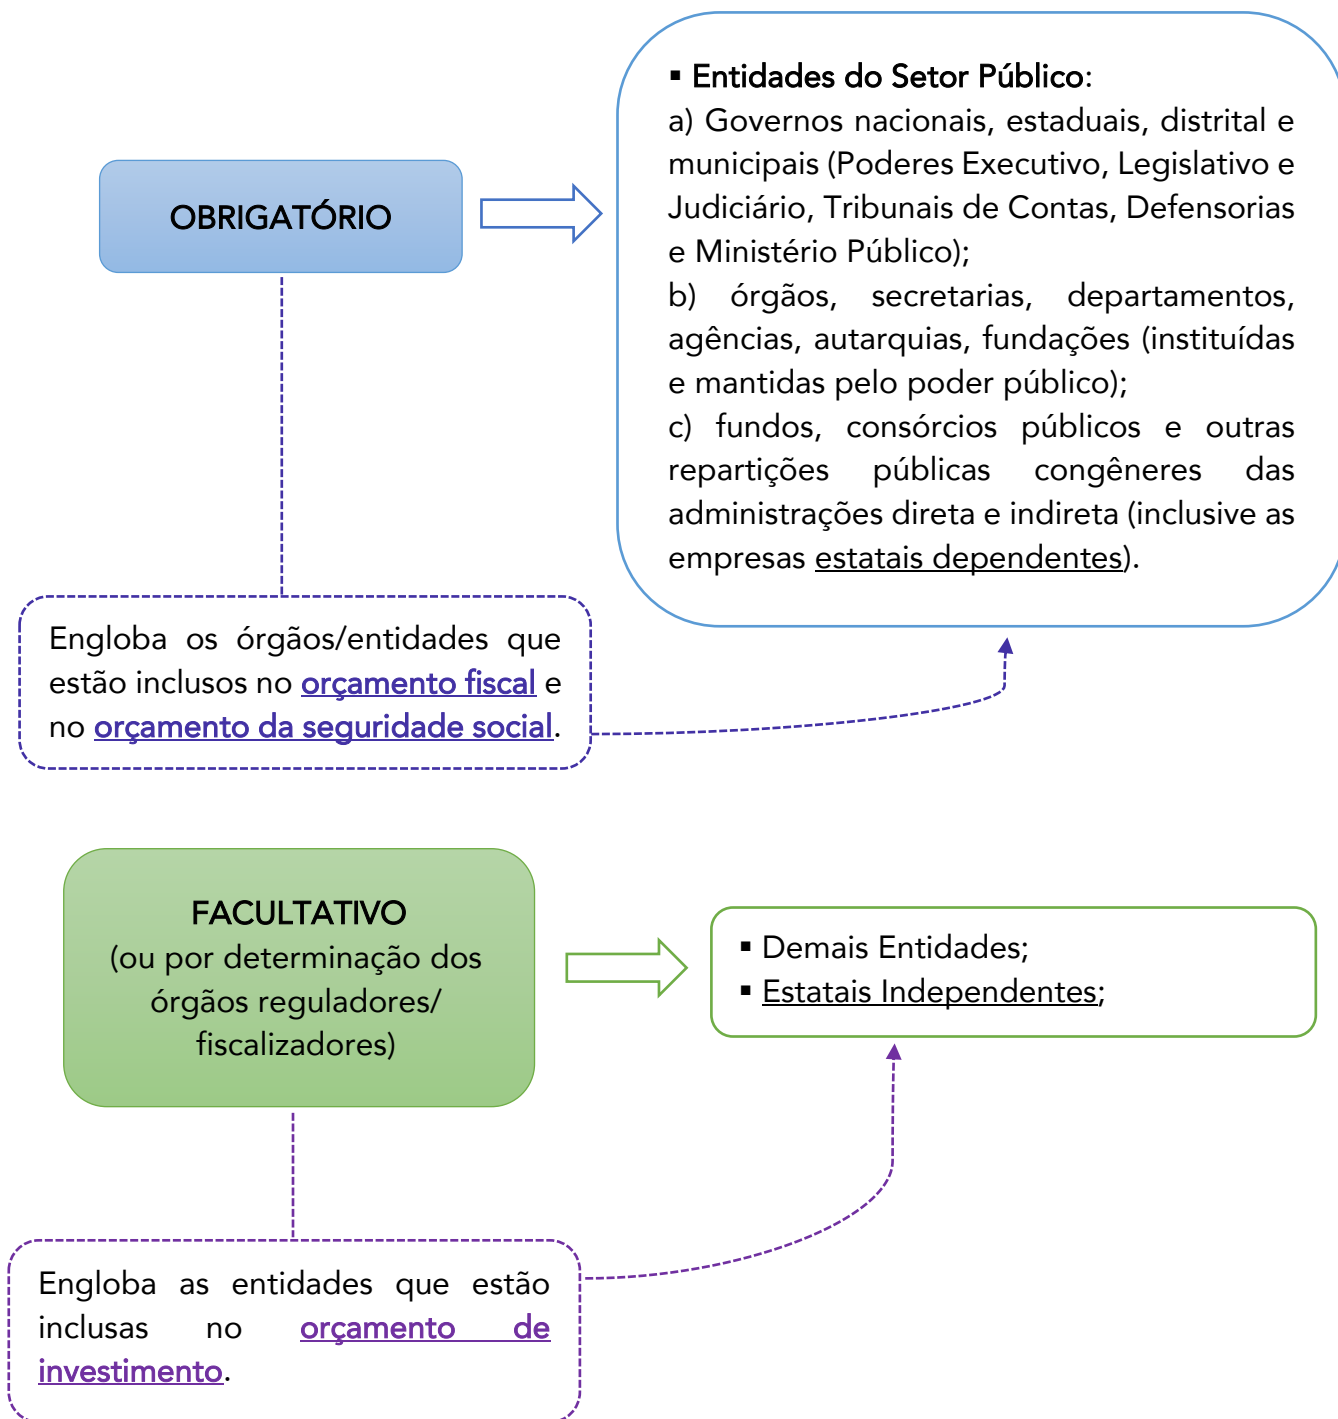 OBRIGATÓRIO
▪ Entidades do Setor Público:
a) Governos nacionais, estaduais, distrital e
municipais (Poderes Executivo, Legislativo e
Judiciário, Tribunais de Contas, Defensorias
e Ministério Público);
b) órgãos, secretarias, departamentos,
agências, autarquias, fundações (instituídas
e mantidas pelo poder público);
c) fundos, consórcios públicos e outras
repartições públicas congêneres das
administrações direta e indireta (inclusive as
empresas estatais dependentes).
Engloba os órgãos/entidades que
estão inclusos no orçamento fiscal e
no orçamento da seguridade social.
FACULTATIVO
(ou por determinação dos
órgãos reguladores/
fiscalizadores)
▪ Demais Entidades;
▪ Estatais Independentes;
Engloba as entidades que estão
inclusas no orçamento de
investimento.